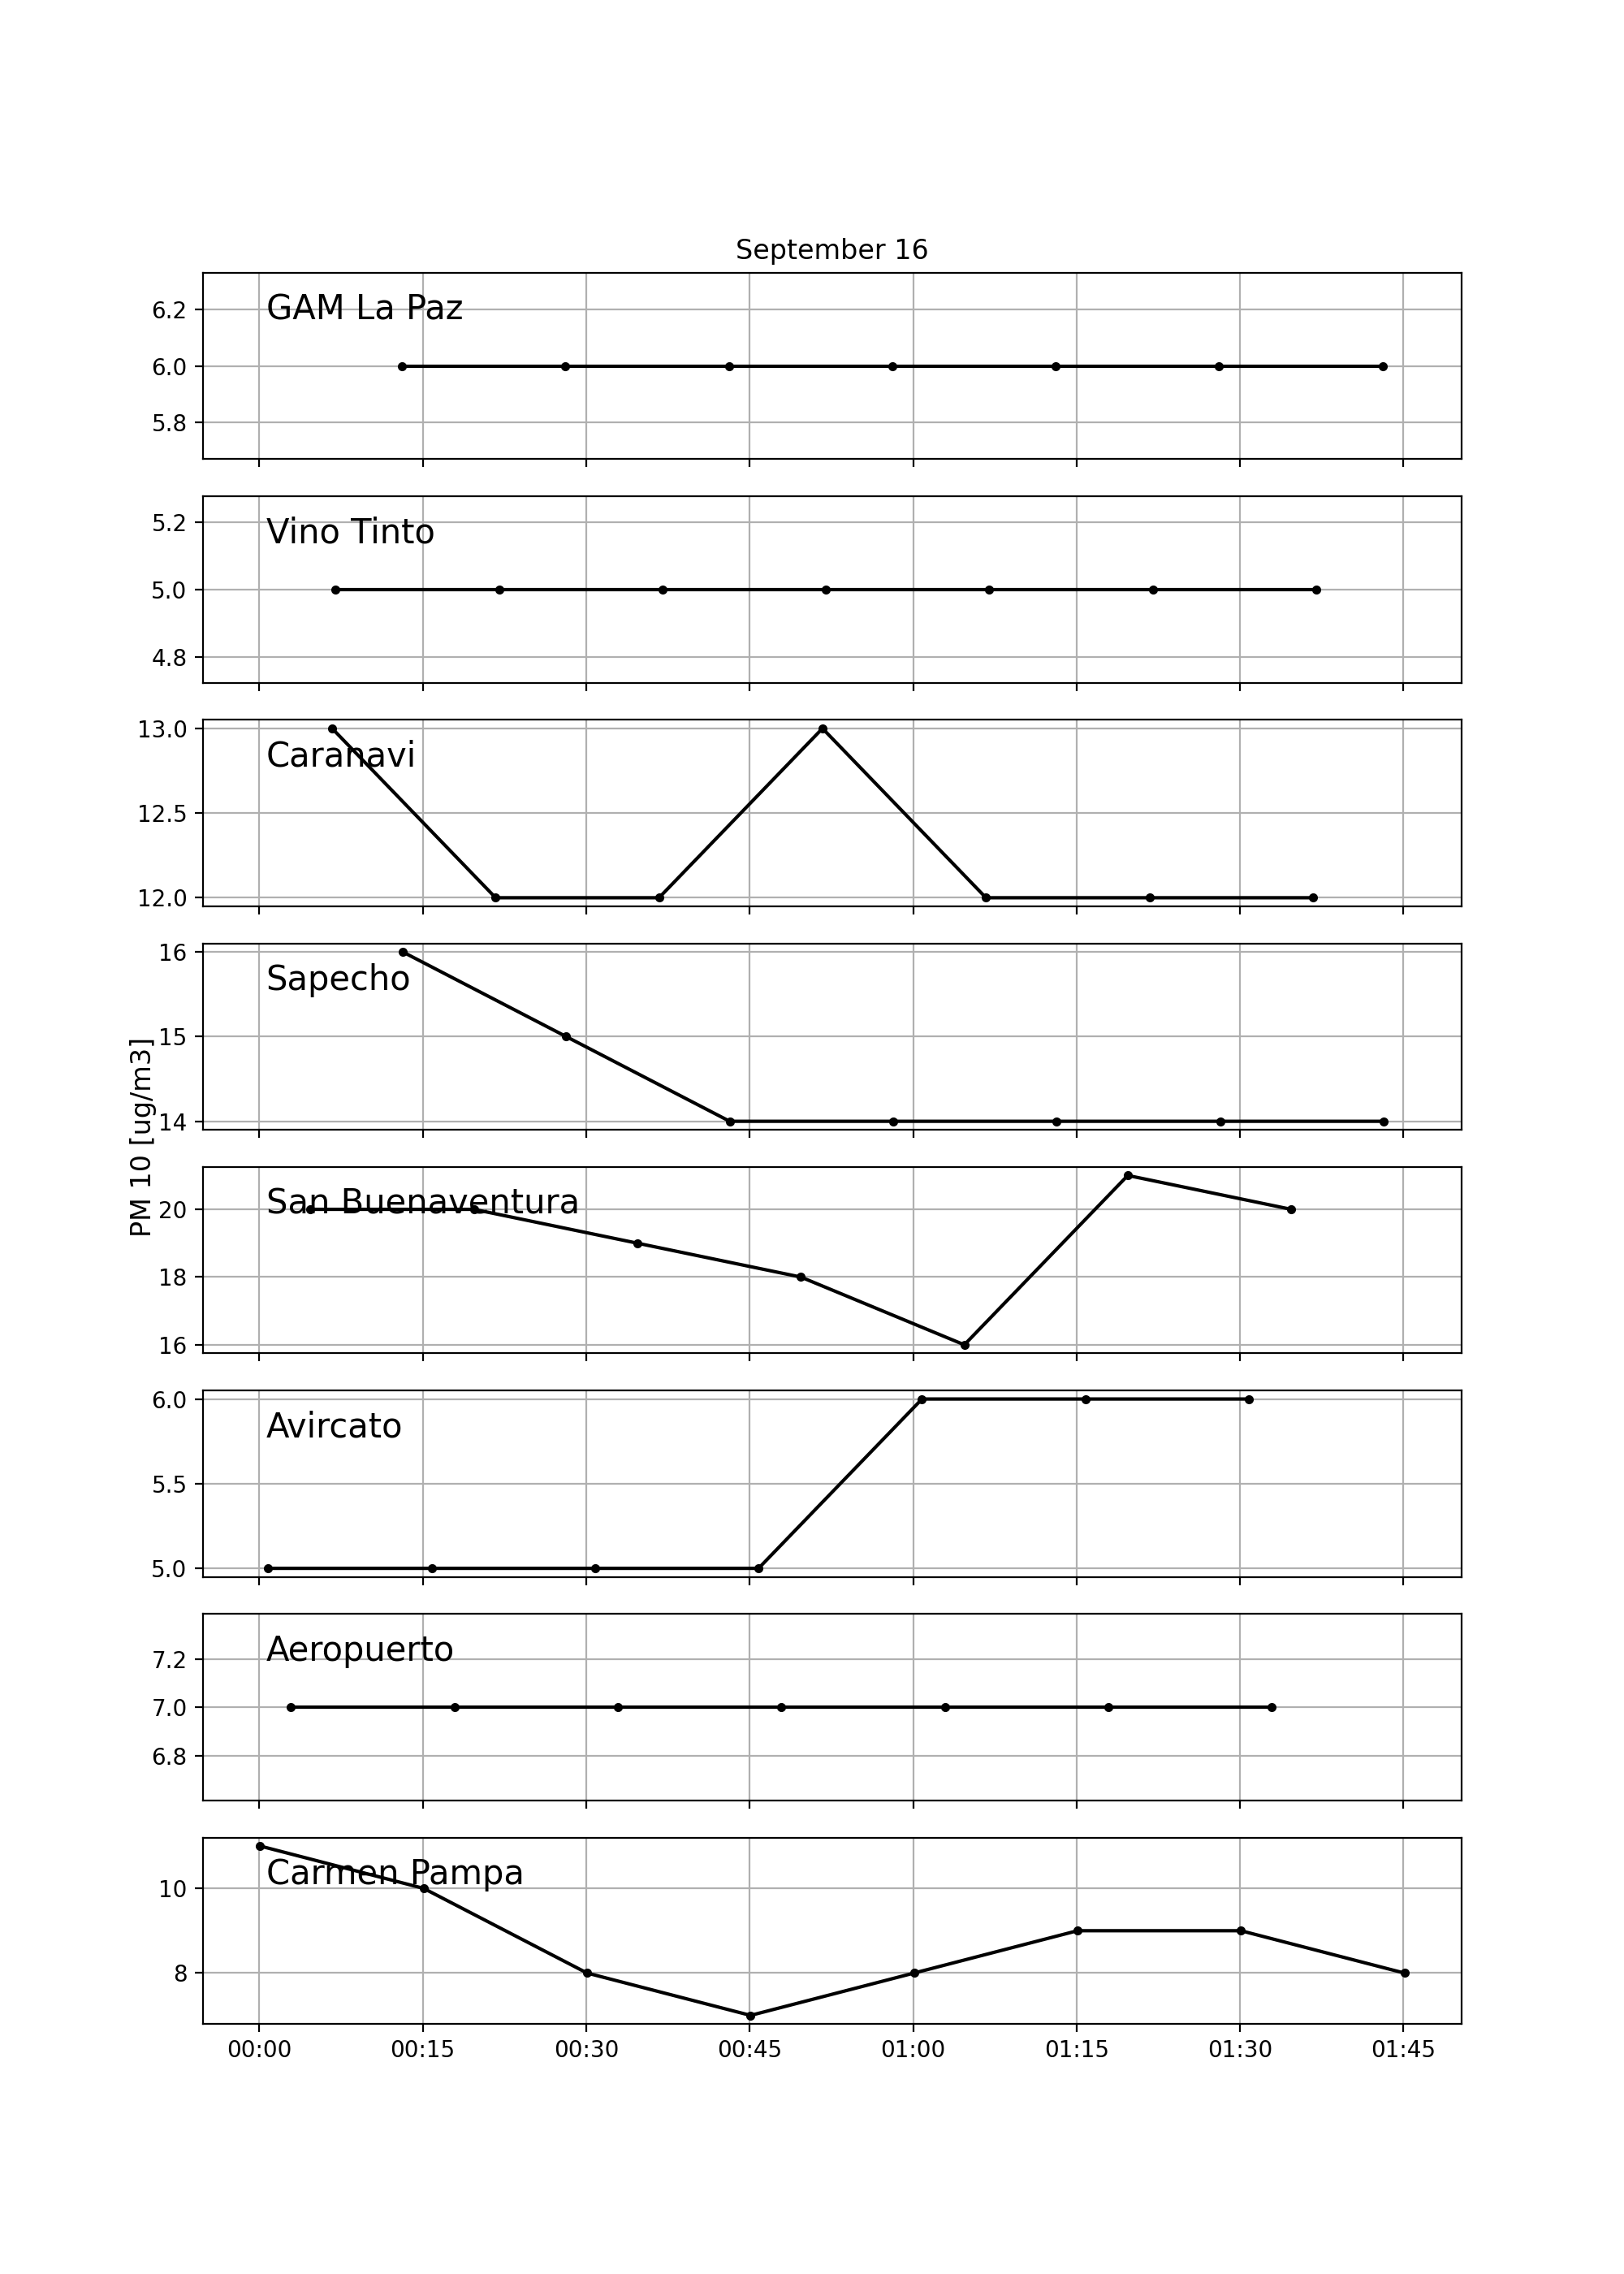 September 16
6.2
GAM La Paz
6.0
5.8
5.2
Vino Tinto
5.0
4.8
13.0
Caranavi
12.5
12.0
16
Sapecho
15
14
PM 10 [ug/m3]
San Buenaventura
20
18
16
6.0
Avircato
5.5
5.0
7.2
Aeropuerto
7.0
6.8
Carmen Pampa
10
8
00:00 00:15 00:30 00:45 01:00 01:15 01:30 01:45